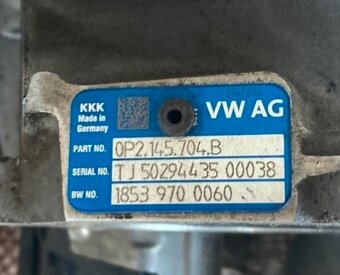 KKK
Made in
Germany
VW AG
PART NO. 0P2.145.704.B
SERIAL NO. TJ 50294435 00038
BW NO. 1853 970 0060